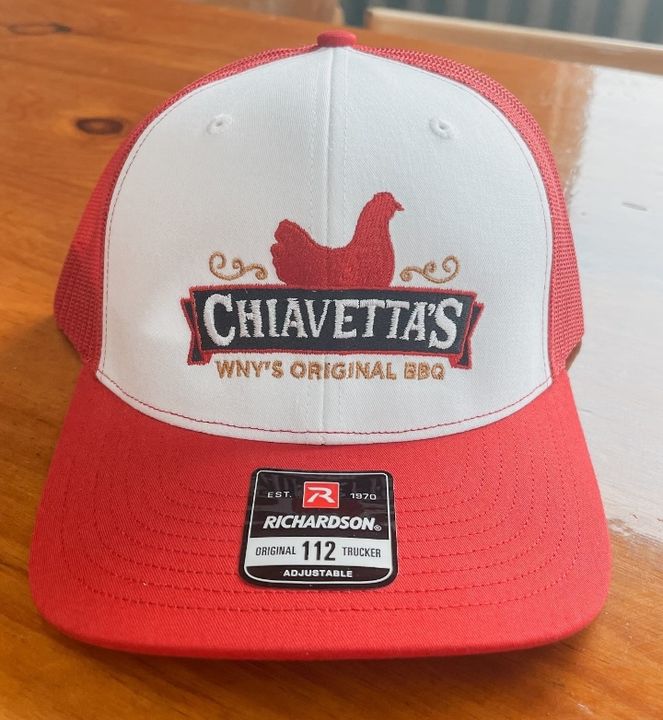 CHIAVETTA'S
WNY'S ORIGINAL BBQ
EST. R 1970
RICHARDSON®
ORIGINAL 112 TRUCKER
ADJUSTABLE